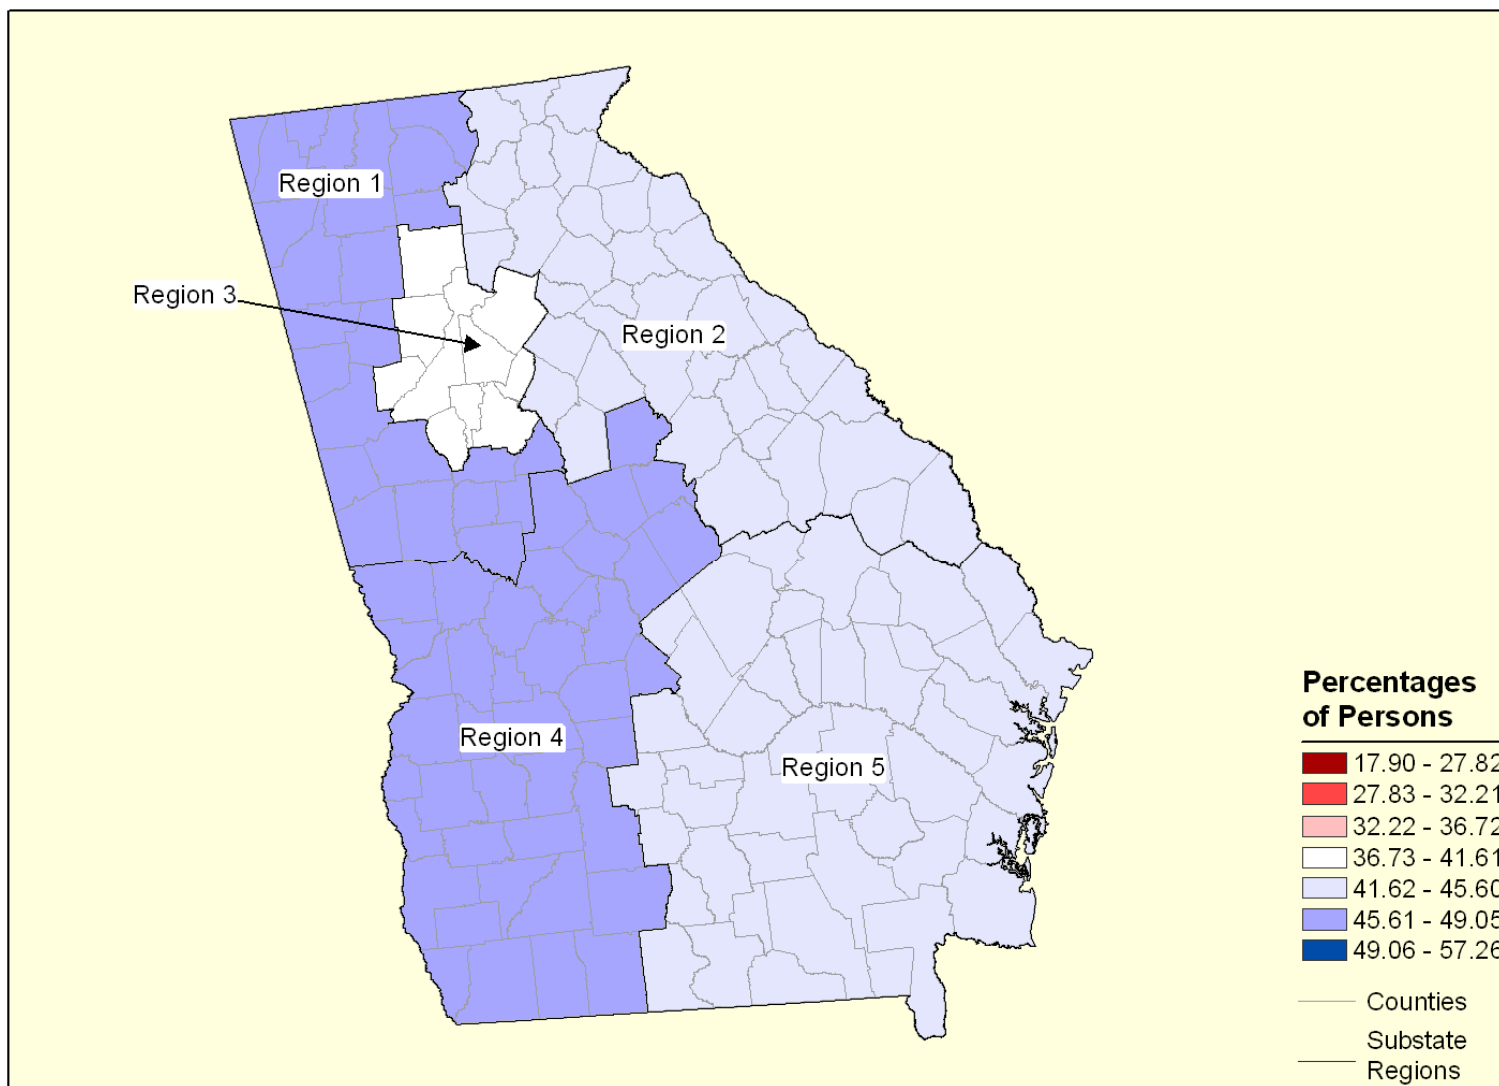 Region 1
Region 3
Region 2
Region 4
Region 5
Percentages
of Persons
17.90 - 27.82
27.83 - 32.21
32.22 - 36.72
36.73 - 41.61
41.62 - 45.60
45.61 - 49.05
49.06 - 57.26
Counties
Substate
Regions